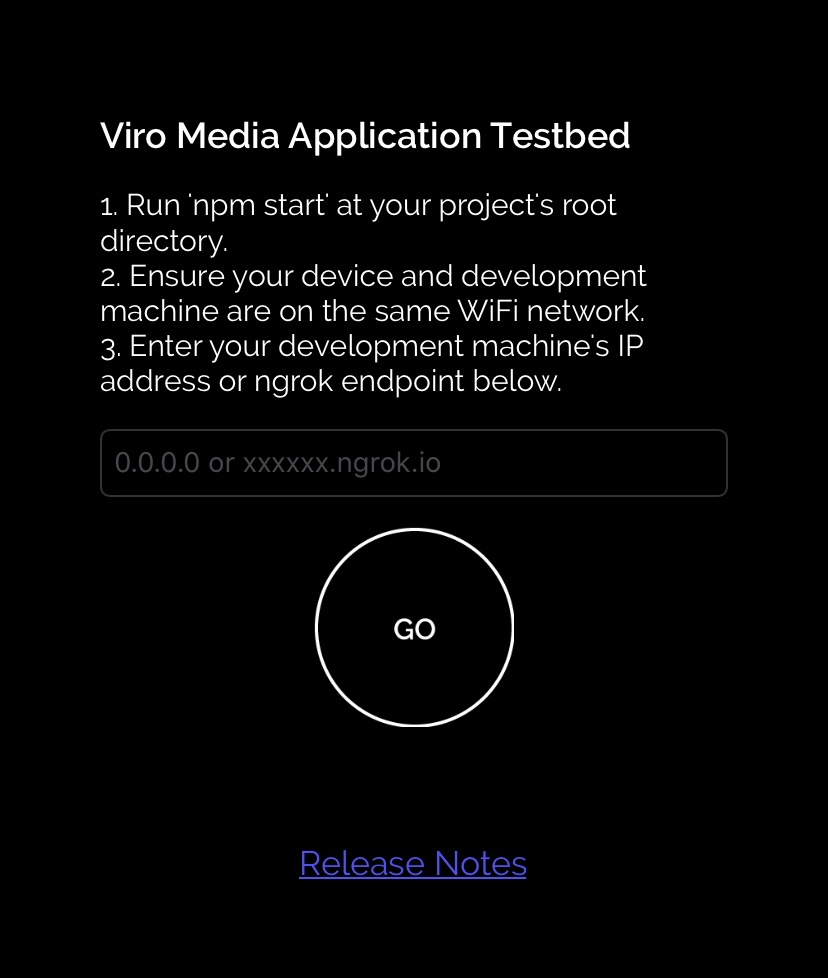 Viro Media Application Testbed
1. Run 'npm start' at your project's root
directory.
2. Ensure your device and development
machine are on the same WiFi network.
3. Enter your development machine's IP
address or ngrok endpoint below.
0.0.0.0 or xxxxxx.ngrok.io
GO
Release Notes